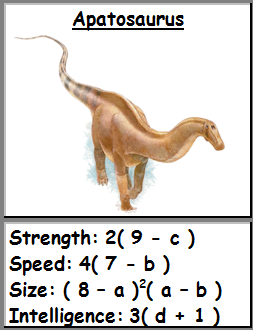 Apatosaurus
Strength: 2( 9 - c )
Speed: 4( 7 - b )
Size: ( 8 - a )²( a - b )
Intelligence: 3( d + 1 )